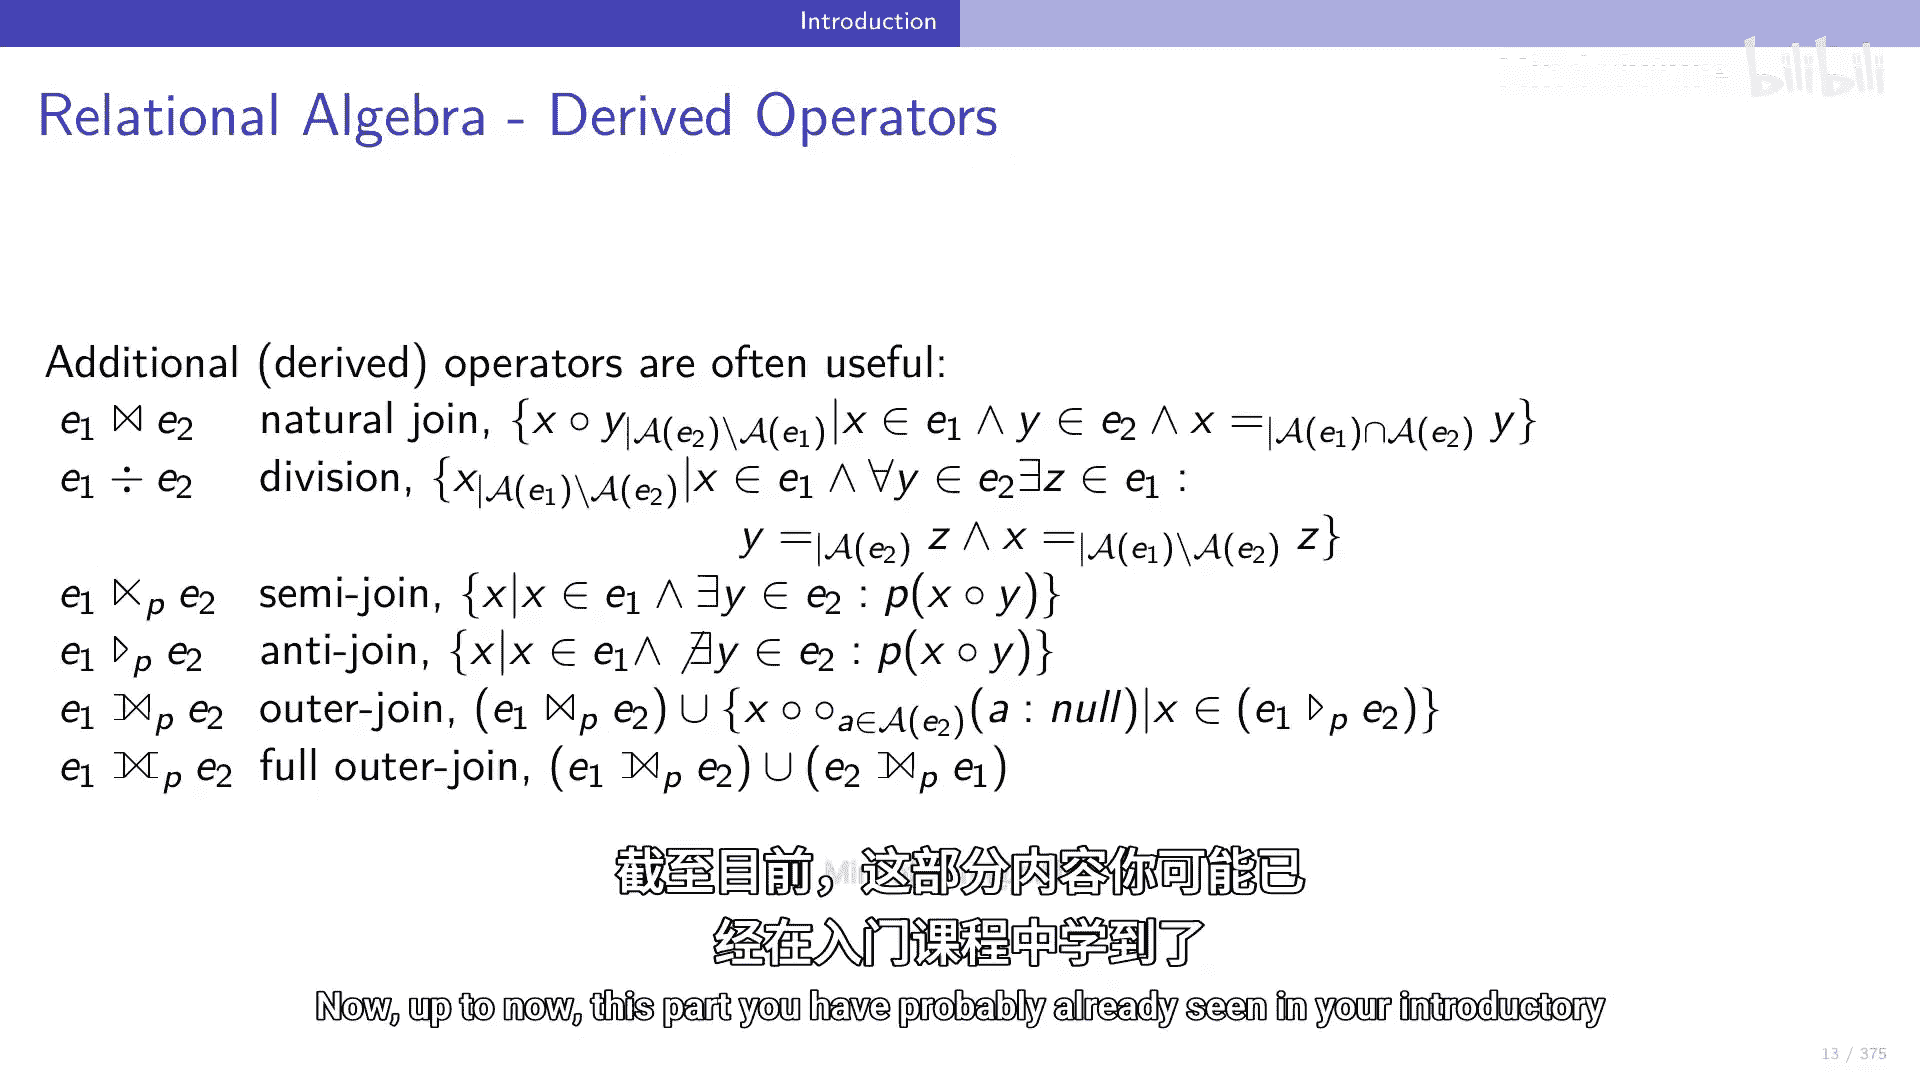 Introduction
bilibili
Relational Algebra - Derived Operators
Additional (derived) operators are often useful:
e₁ ⋈ e₂ natural join, {x ∘ y|𝒜(e₂)\𝒜(e₁)|x ∈ e₁ ∧ y ∈ e₂ ∧ x =|𝒜(e₁)∩𝒜(e₂) y}
e₁ ÷ e₂ division, {x|𝒜(e₁)\𝒜(e₂)|x ∈ e₁ ∧ ∀y ∈ e₂∃z ∈ e₁ :
y =|𝒜(e₂) z ∧ x =|𝒜(e₁)\𝒜(e₂) z}
e₁ ⋉ₚ e₂ semi-join, {x|x ∈ e₁ ∧ ∃y ∈ e₂ : p(x ∘ y)}
e₁ ▷ₚ e₂ anti-join, {x|x ∈ e₁∧ ∄y ∈ e₂ : p(x ∘ y)}
e₁ ⟕ₚ e₂ outer-join, (e₁ ⋈ₚ e₂) ∪ {x ∘ ∘a∈𝒜(e₂)(a : null)|x ∈ (e₁ ▷ₚ e₂)}
e₁ ⟗ₚ e₂ full outer-join, (e₁ ⟕ₚ e₂) ∪ (e₂ ⟕ₚ e₁)
截至目前，这部分内容你可能已
经在入门课程中学到了
Now, up to now, this part you have probably already seen in your introductory
13 / 375